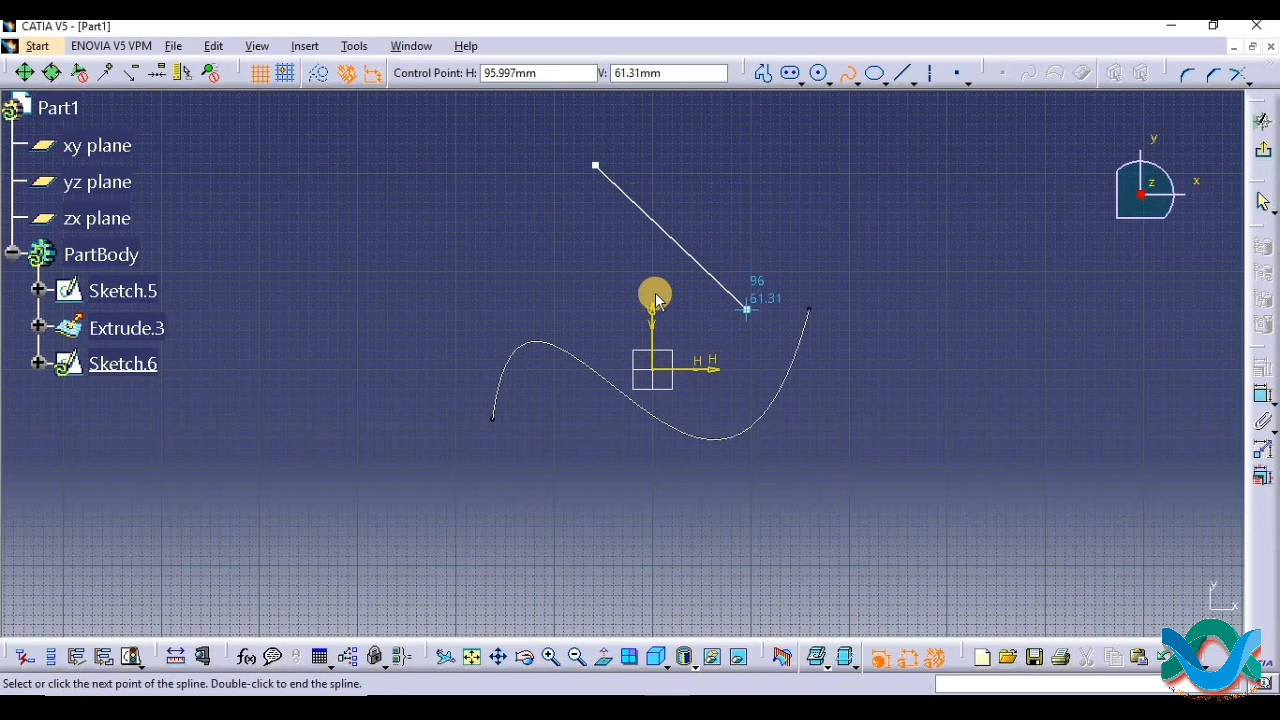 CATIA V5 - [Part1]
Start ENOVIA V5 VPM File Edit View Insert Tools Window Help
Control Point: H: 95.997mm V: 61.31mm
Part1
xy plane
yz plane
zx plane
PartBody
Sketch.5
Extrude.3
Sketch.6
y
z x
96
61.31
V
H H
y
x
f(x)
Select or click the next point of the spline. Double-click to end the spline.